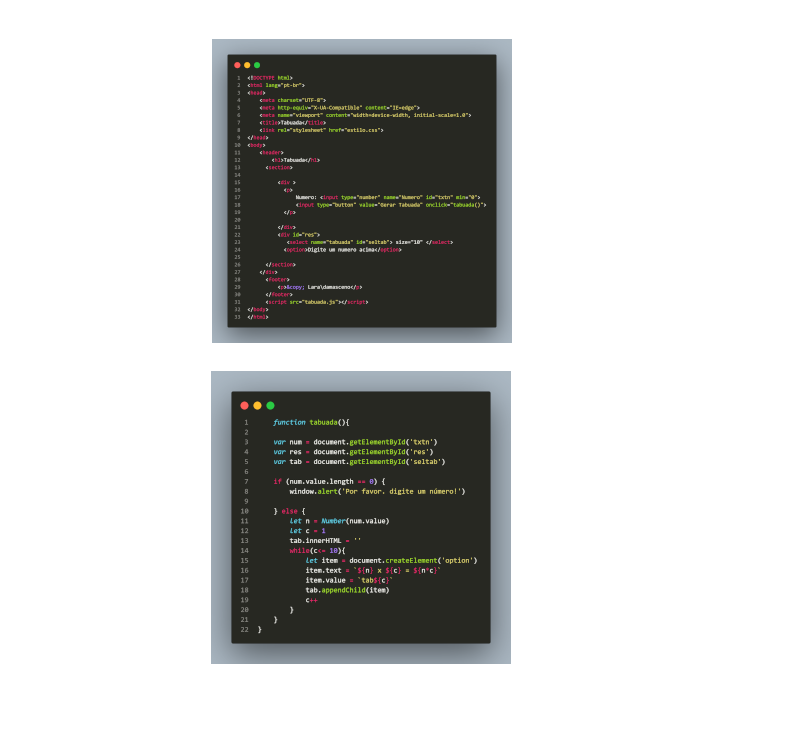 1 <!DOCTYPE html>
2 <html lang="pt-br">
3 <head>
4 <meta charset="UTF-8">
5 <meta http-equiv="X-UA-Compatible" content="IE=edge">
6 <meta name="viewport" content="width=device-width, initial-scale=1.0">
7 <title>Tabuada</title>
8 <link rel="stylesheet" href="estilo.css">
9 </head>
10 <body>
11 <header>
12 <h1>Tabuada</h1>
13 <section>
14
15 <div >
16 <p>
17 Numero: <input type="number" name="Numero" id="txtn" min="0">
18 <input type="button" value="Gerar Tabuada" onclick="tabuada()">
19 </p>
20
21 </div>
22 <div id="res">
23 <select name="tabuada" id="seltab"> size="10" </select>
24 <option>Digite um numero acima</option>
25
26 </section>
27 </div>
28 <footer>
29 <p>&copy; Lara\damasceno</p>
30 </footer>
31 <script src="tabuada.js"></script>
32 </body>
33 </html>
1 function tabuada(){
2
3 var num = document.getElementById('txtn')
4 var res = document.getElementById('res')
5 var tab = document.getElementById('seltab')
6
7 if (num.value.length == 0) {
8 window.alert('Por favor. digite um número!')
9
10 } else {
11 let n = Number(num.value)
12 let c = 1
13 tab.innerHTML = ''
14 while(c<= 10){
15 let item = document.createElement('option')
16 item.text = `${n} x ${c} = ${n*c}`
17 item.value = `tab${c}`
18 tab.appendChild(item)
19 c++
20 }
21 }
22 }